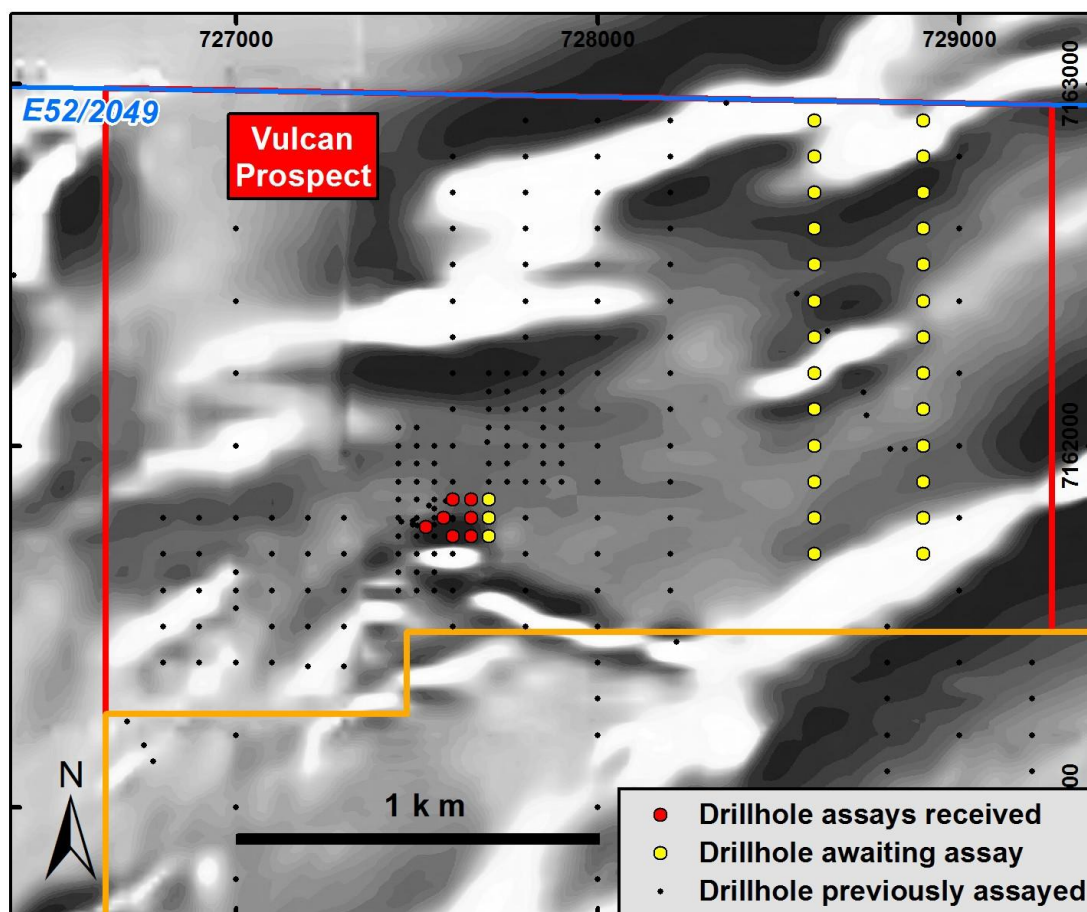 727000
728000
729000
E52/2049
Vulcan
Prospect
7163000
7162000
N
1 km
00
Drillhole assays received
Drillhole awaiting assay
Drillhole previously assayed